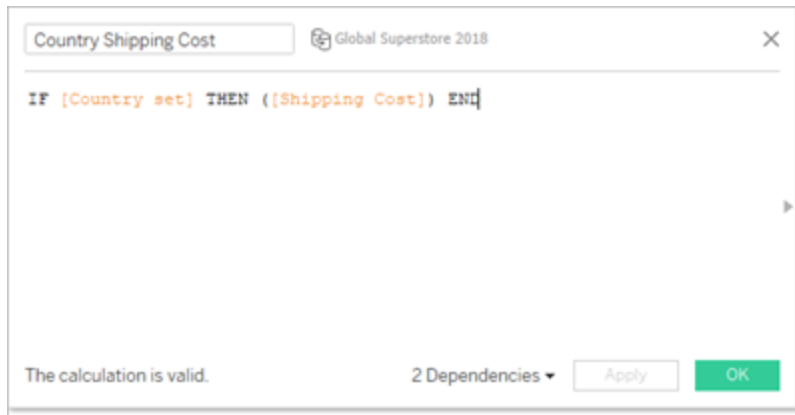 Country Shipping Cost
Global Superstore 2018
IF [Country set] THEN ([Shipping Cost]) END
The calculation is valid.
2 Dependencies
Apply
OK